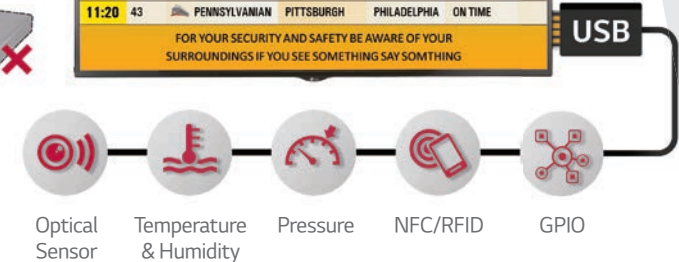 11:20 43 PENNSYLVANIAN PITTSBURGH PHILADELPHIA ON TIME
FOR YOUR SECURITY AND SAFETY BE AWARE OF YOUR
SURROUNDINGS IF YOU SEE SOMETHING SAY SOMTHING
USB
Optical
Sensor
Temperature
& Humidity
Pressure
NFC/RFID
GPIO